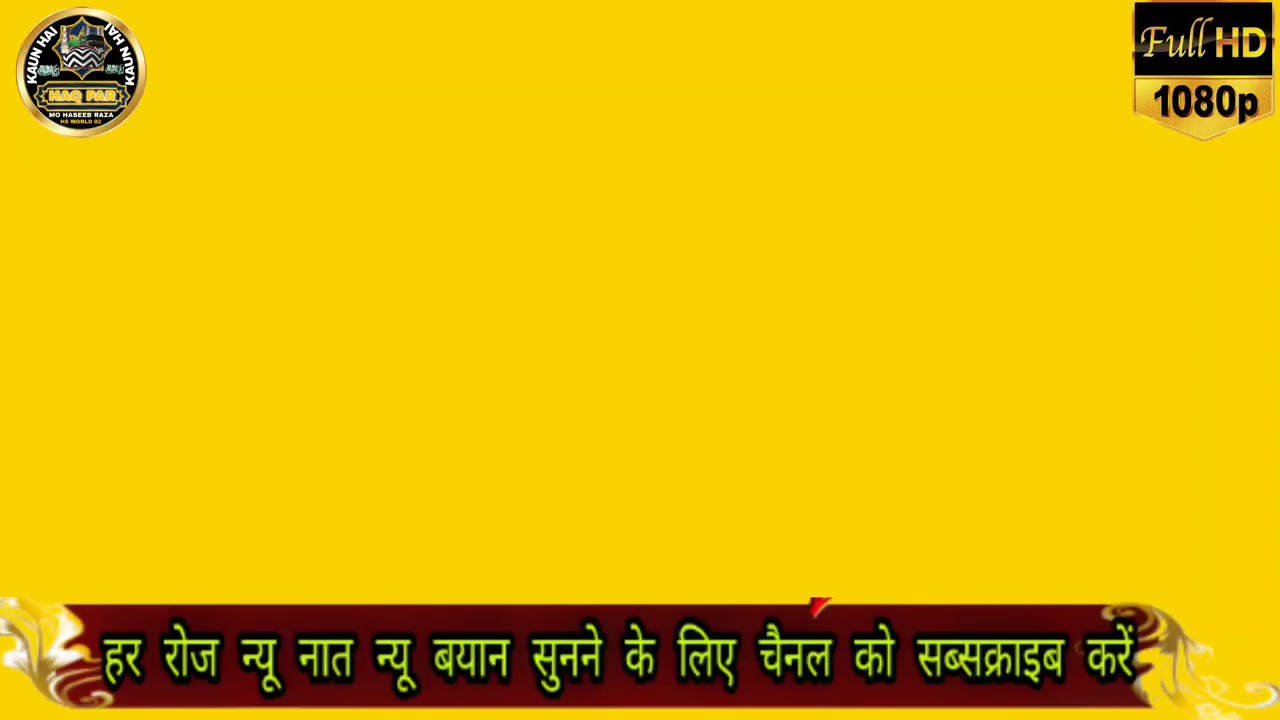 KAUN HAI
KAUN HAI
HAQ PAR
MO HASEEB RAZA
HS WORLD 92
Full HD
1080p
हर रोज न्यू नात न्यू बयान सुनने के लिए चैनल को सब्सक्राइब करें